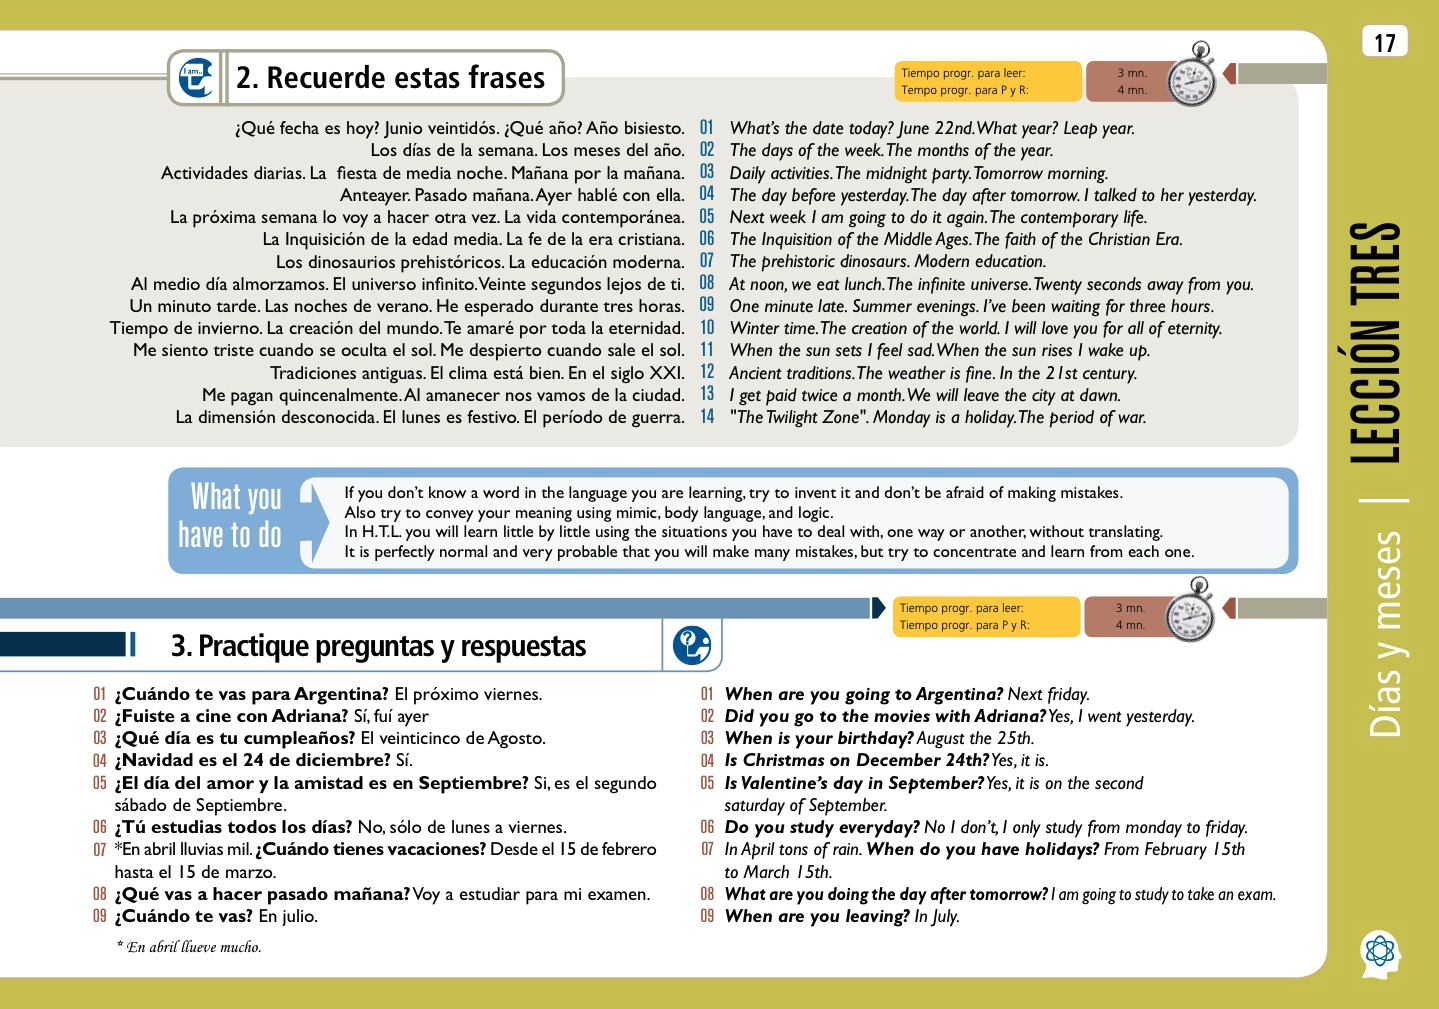 17
I am...
2. Recuerde estas frases
Tiempo progr. para leer: 3 mn.
Tempo progr. para P y R: 4 mn.
¿Qué fecha es hoy? Junio veintidós. ¿Qué año? Año bisiesto. 01 What's the date today? June 22nd. What year? Leap year.
Los días de la semana. Los meses del año. 02 The days of the week. The months of the year.
Actividades diarias. La fiesta de media noche. Mañana por la mañana. 03 Daily activities. The midnight party. Tomorrow morning.
Anteayer. Pasado mañana. Ayer hablé con ella. 04 The day before yesterday. The day after tomorrow. I talked to her yesterday.
La próxima semana lo voy a hacer otra vez. La vida contemporánea. 05 Next week I am going to do it again. The contemporary life.
La Inquisición de la edad media. La fe de la era cristiana. 06 The Inquisition of the Middle Ages. The faith of the Christian Era.
Los dinosaurios prehistóricos. La educación moderna. 07 The prehistoric dinosaurs. Modern education.
Al medio día almorzamos. El universo infinito. Veinte segundos lejos de ti. 08 At noon, we eat lunch. The infinite universe. Twenty seconds away from you.
Un minuto tarde. Las noches de verano. He esperado durante tres horas. 09 One minute late. Summer evenings. I've been waiting for three hours.
Tiempo de invierno. La creación del mundo. Te amaré por toda la eternidad. 10 Winter time. The creation of the world. I will love you for all of eternity.
Me siento triste cuando se oculta el sol. Me despierto cuando sale el sol. 11 When the sun sets I feel sad. When the sun rises I wake up.
Tradiciones antiguas. El clima está bien. En el siglo XXI. 12 Ancient traditions. The weather is fine. In the 21st century.
Me pagan quincenalmente. Al amanecer nos vamos de la ciudad. 13 I get paid twice a month. We will leave the city at dawn.
La dimensión desconocida. El lunes es festivo. El período de guerra. 14 "The Twilight Zone". Monday is a holiday. The period of war.
What you
have to do
If you don't know a word in the language you are learning, try to invent it and don't be afraid of making mistakes.
Also try to convey your meaning using mimic, body language, and logic.
In H.T.L. you will learn little by little using the situations you have to deal with, one way or another, without translating.
It is perfectly normal and very probable that you will make many mistakes, but try to concentrate and learn from each one.
Tiempo progr. para leer: 3 mn.
Tiempo progr. para P y R: 4 mn.
3. Practique preguntas y respuestas
?
01 ¿Cuándo te vas para Argentina? El próximo viernes.
02 ¿Fuiste a cine con Adriana? Sí, fuí ayer
03 ¿Qué día es tu cumpleaños? El veinticinco de Agosto.
04 ¿Navidad es el 24 de diciembre? Sí.
05 ¿El día del amor y la amistad es en Septiembre? Si, es el segundo
sábado de Septiembre.
06 ¿Tú estudias todos los días? No, sólo de lunes a viernes.
07 *En abril lluvias mil. ¿Cuándo tienes vacaciones? Desde el 15 de febrero
hasta el 15 de marzo.
08 ¿Qué vas a hacer pasado mañana? Voy a estudiar para mi examen.
09 ¿Cuándo te vas? En julio.
* En abril llueve mucho.
01 When are you going to Argentina? Next friday.
02 Did you go to the movies with Adriana? Yes, I went yesterday.
03 When is your birthday? August the 25th.
04 Is Christmas on December 24th? Yes, it is.
05 Is Valentine's day in September? Yes, it is on the second
saturday of September.
06 Do you study everyday? No I don't, I only study from monday to friday.
07 In April tons of rain. When do you have holidays? From February 15th
to March 15th.
08 What are you doing the day after tomorrow? I am going to study to take an exam.
09 When are you leaving? In July.
Días y meses | LECCIÓN TRES